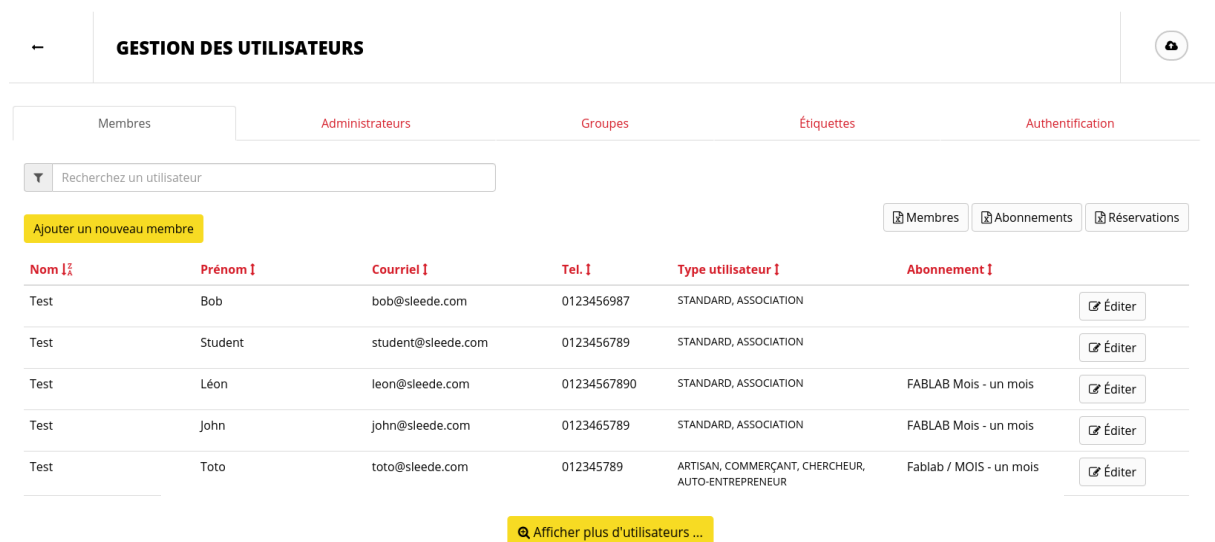 GESTION DES UTILISATEURS
Membres Administrateurs Groupes Étiquettes Authentification
Recherchez un utilisateur
Ajouter un nouveau membre Membres Abonnements Réservations
Nom Prénom Courriel Tel. Type utilisateur Abonnement
Test Bob bob@sleede.com 0123456987 STANDARD, ASSOCIATION Éditer
Test Student student@sleede.com 0123456789 STANDARD, ASSOCIATION Éditer
Test Léon leon@sleede.com 01234567890 STANDARD, ASSOCIATION FABLAB Mois - un mois Éditer
Test John john@sleede.com 0123465789 STANDARD, ASSOCIATION FABLAB Mois - un mois Éditer
Test Toto toto@sleede.com 012345789 ARTISAN, COMMERÇANT, CHERCHEUR, Fablab / MOIS - un mois Éditer
AUTO-ENTREPRENEUR
Afficher plus d'utilisateurs ...